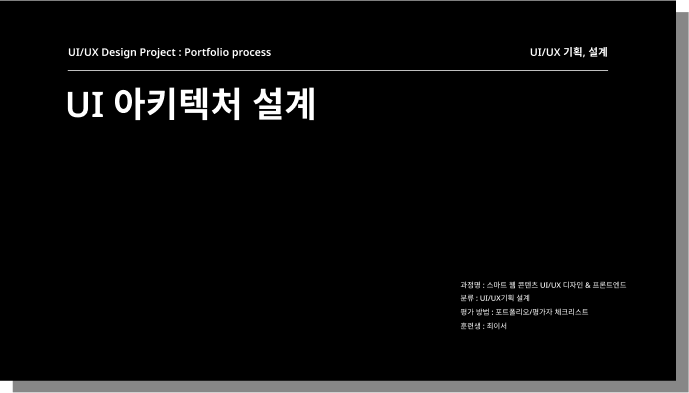 UI/UX Design Project : Portfolio process
UI/UX 기획, 설계
UI 아키텍처 설계
과정명 : 스마트 웹 콘텐츠 UI/UX 디자인 & 프론트엔드
분류 : UI/UX기획 설계
평가 방법 : 포트폴리오/평가자 체크리스트
훈련생 : 최이서